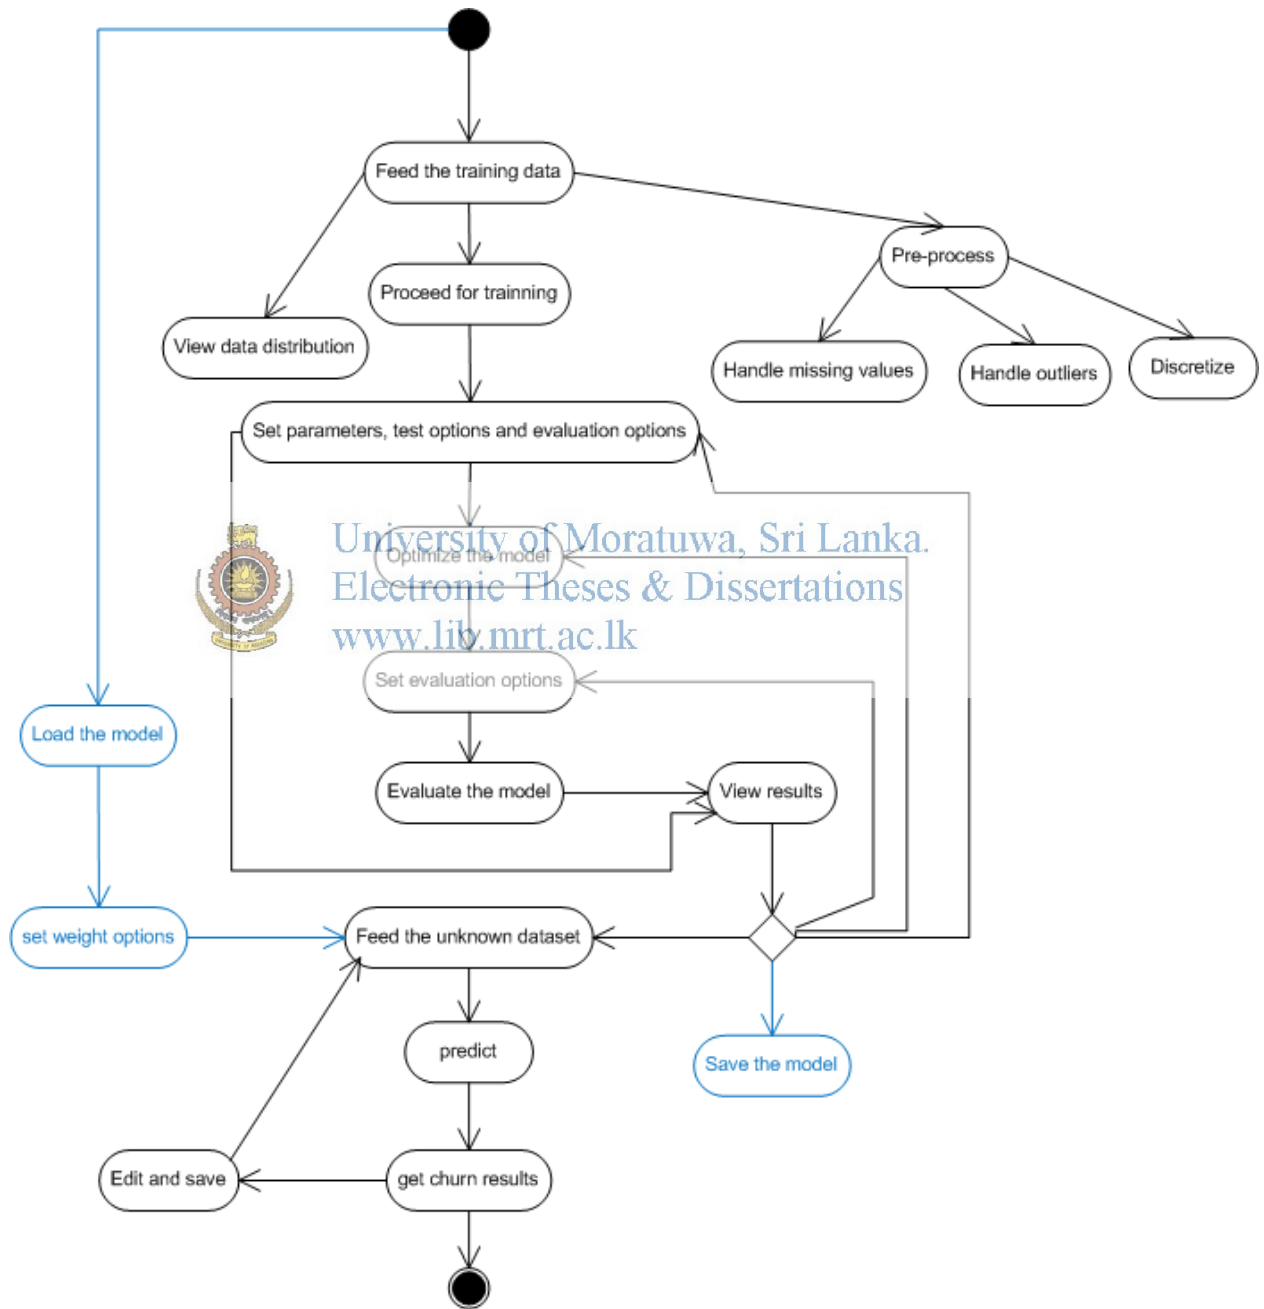 Feed the training data
Pre-process
Proceed for trainning
View data distribution
Handle missing values
Handle outliers
Discretize
Set parameters, test options and evaluation options
University of Moratuwa, Sri Lanka.
Optimize the model
Electronic Theses & Dissertations
www.lib.mrt.ac.lk
Set evaluation options
Load the model
Evaluate the model
View results
set weight options
Feed the unknown dataset
predict
Save the model
Edit and save
get churn results